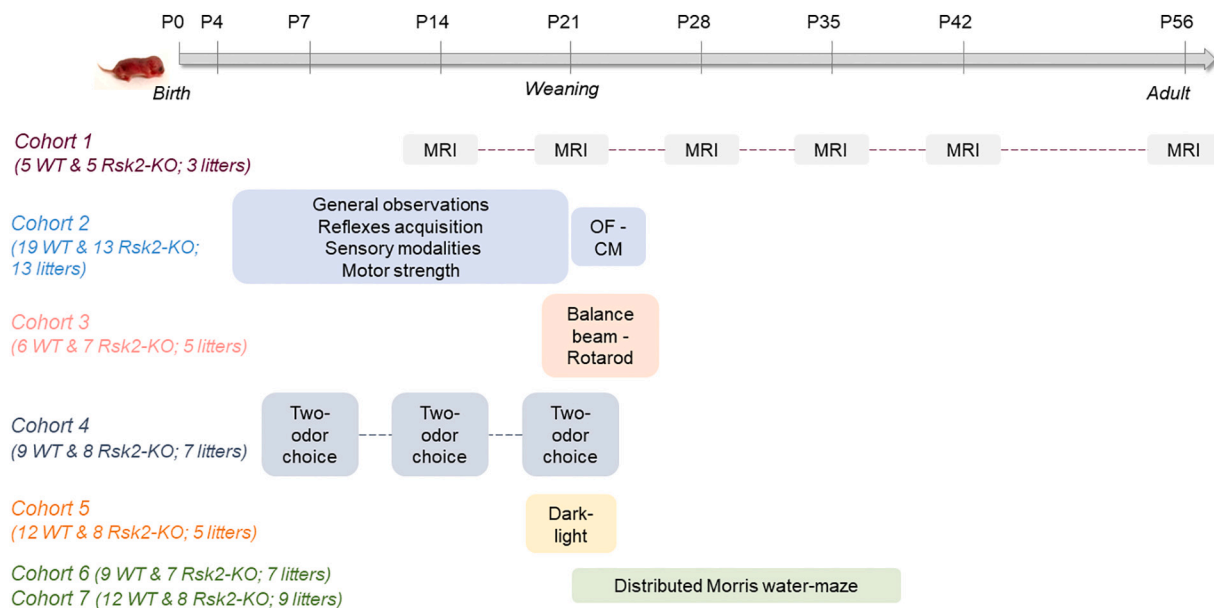 P0 P4 P7 P14 P21 P28 P35 P42 P56
Birth Weaning Adult
Cohort 1
(5 WT & 5 Rsk2-KO; 3 litters)
MRI MRI MRI MRI MRI MRI
Cohort 2
(19 WT & 13 Rsk2-KO;
13 litters)
General observations
Reflexes acquisition
Sensory modalities
Motor strength
OF -
CM
Cohort 3
(6 WT & 7 Rsk2-KO; 5 litters)
Balance
beam -
Rotarod
Cohort 4
(9 WT & 8 Rsk2-KO; 7 litters)
Two-
odor
choice
Two-
odor
choice
Two-
odor
choice
Cohort 5
(12 WT & 8 Rsk2-KO; 5 litters)
Dark-
light
Cohort 6 (9 WT & 7 Rsk2-KO; 7 litters)
Cohort 7 (12 WT & 8 Rsk2-KO; 9 litters)
Distributed Morris water-maze